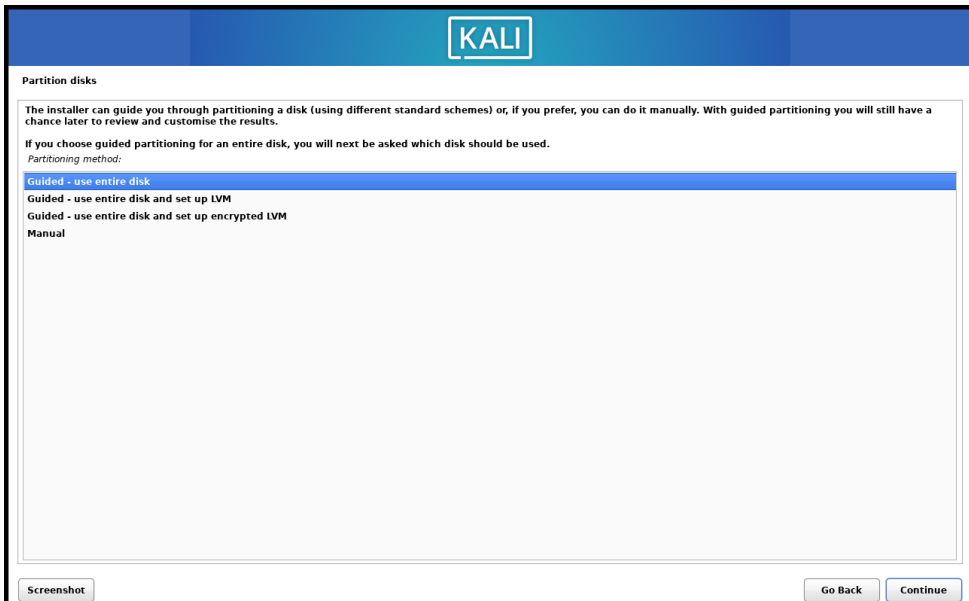 KALI
Partition disks
The installer can guide you through partitioning a disk (using different standard schemes) or, if you prefer, you can do it manually. With guided partitioning you will still have a
chance later to review and customise the results.
If you choose guided partitioning for an entire disk, you will next be asked which disk should be used.
Partitioning method:
Guided - use entire disk
Guided - use entire disk and set up LVM
Guided - use entire disk and set up encrypted LVM
Manual
Screenshot
Go Back
Continue